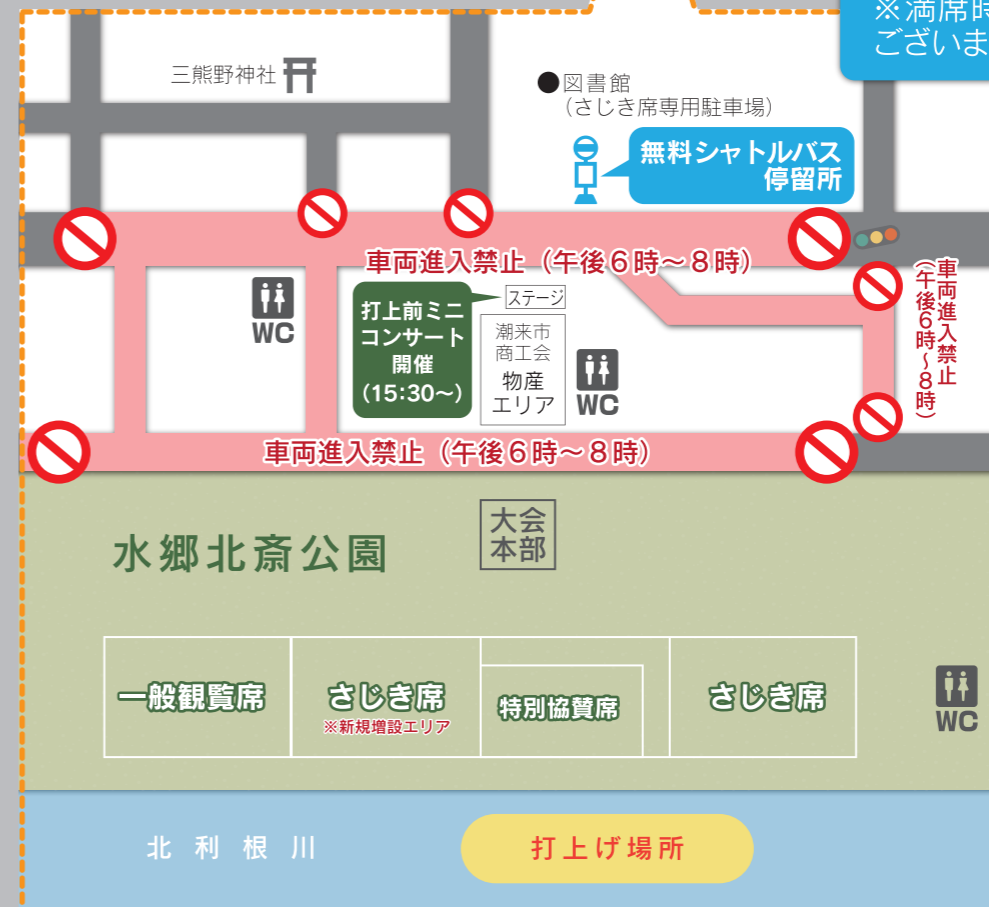 ※満席時
ございま
三熊野神社
●図書館
（さじき席専用駐車場）
無料シャトルバス
停留所
車両進入禁止（午後６時～８時）
車両進入禁止
（午後６時～８時）
WC
打上前ミニ
コンサート
開催
（15：30～）
ステージ
潮来市
商工会
物産
エリア
WC
車両進入禁止（午後６時～８時）
水郷北斎公園
大会
本部
一般観覧席
さじき席
※新規増設エリア
特別協賛席
さじき席
WC
北利根川
打上げ場所